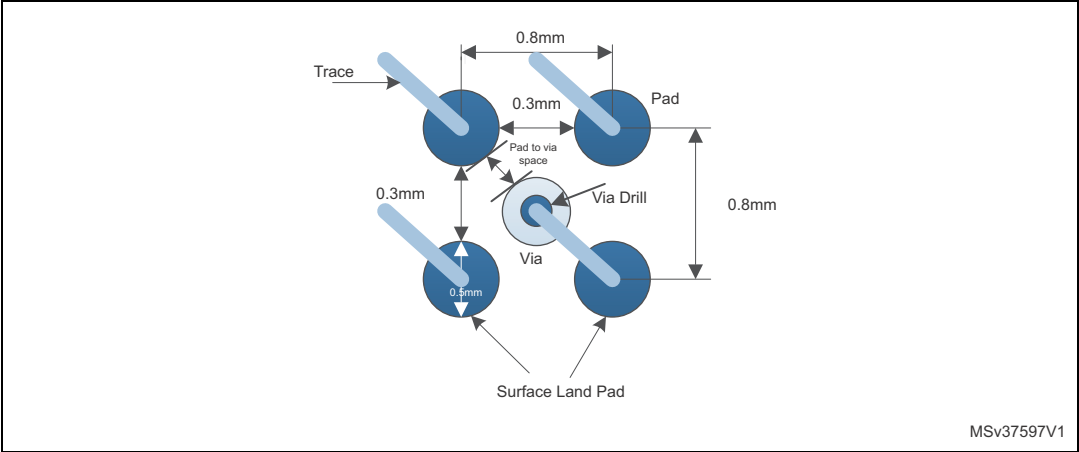 0.8mm
Trace
Pad
0.3mm
Pad to via
space
0.3mm
Via Drill
0.8mm
Via
0.5mm
Surface Land Pad
MSv37597V1